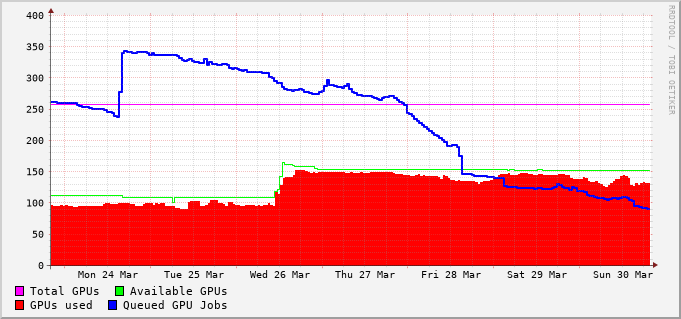 400
350
300
250
200
150
100
50
0
Mon 24 Mar Tue 25 Mar Wed 26 Mar Thu 27 Mar Fri 28 Mar Sat 29 Mar Sun 30 Mar
Total GPUs Available GPUs
GPUs used Queued GPU Jobs
RRDTOOL / TOBI OETIKER